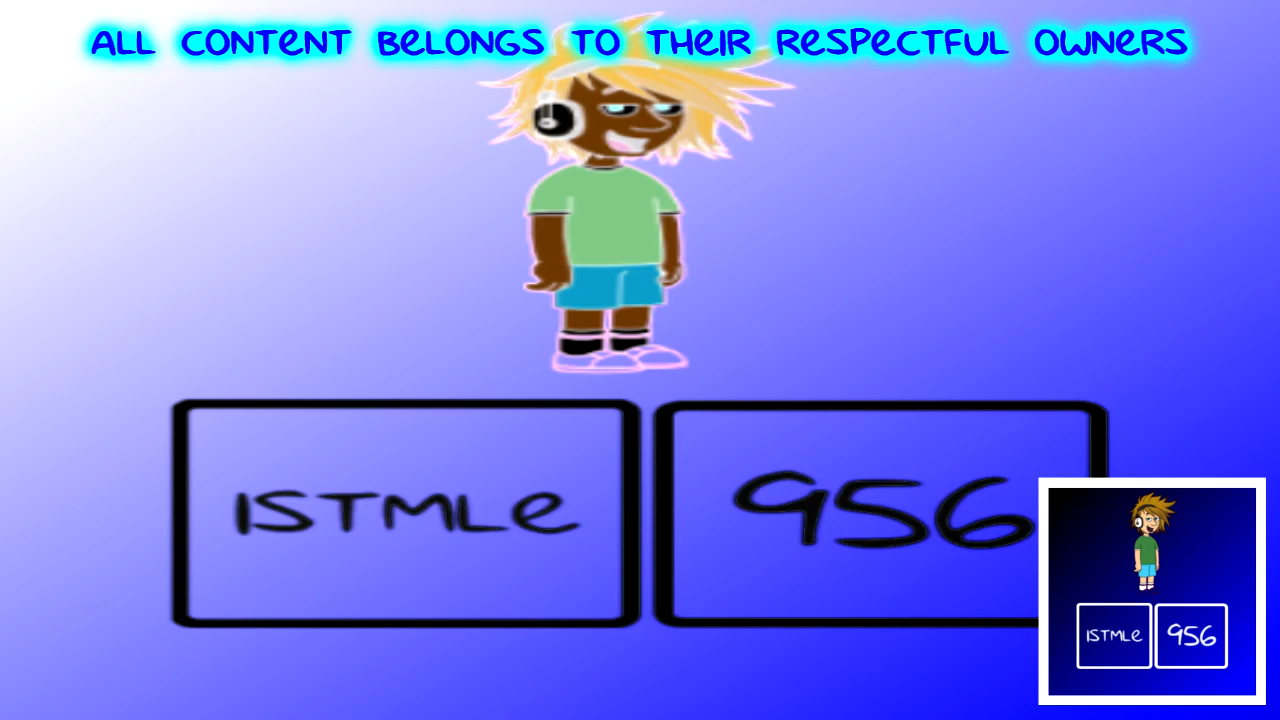 ALL CONTENT BELONGS TO THEIR RESPECTFUL OWNERS
ISTMLE
956
ISTMLE
956